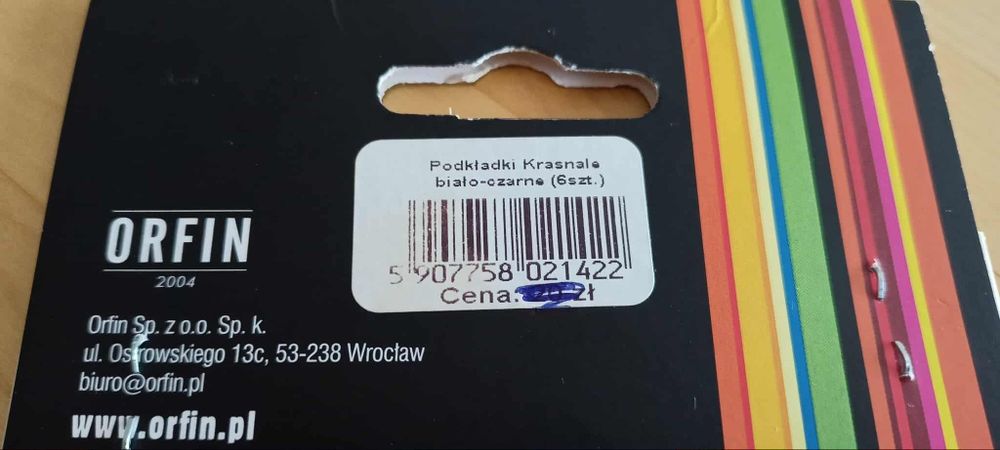 Podkładki Krasnale
biało-czarne (6szt.)
5 907758 021422
Cena: zł
ORFIN
2004
Orfin Sp. z o.o. Sp. k.
ul. Ostrowskiego 13c, 53-238 Wrocław
biuro@orfin.pl
www.orfin.pl